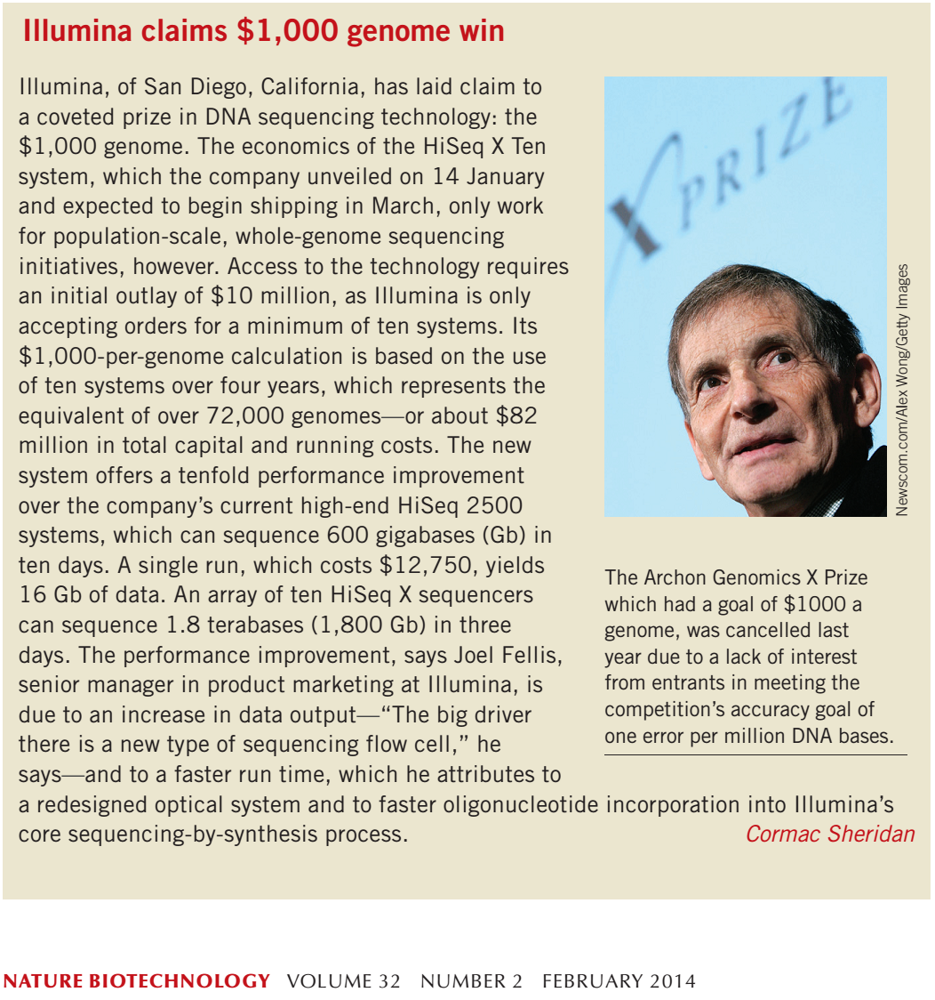 Illumina claims $1,000 genome win
Illumina, of San Diego, California, has laid claim to
a coveted prize in DNA sequencing technology: the
$1,000 genome. The economics of the HiSeq X Ten
system, which the company unveiled on 14 January
and expected to begin shipping in March, only work
for population-scale, whole-genome sequencing
initiatives, however. Access to the technology requires
an initial outlay of $10 million, as Illumina is only
accepting orders for a minimum of ten systems. Its
$1,000-per-genome calculation is based on the use
of ten systems over four years, which represents the
equivalent of over 72,000 genomes—or about $82
million in total capital and running costs. The new
system offers a tenfold performance improvement
over the company's current high-end HiSeq 2500
systems, which can sequence 600 gigabases (Gb) in
ten days. A single run, which costs $12,750, yields
16 Gb of data. An array of ten HiSeq X sequencers
can sequence 1.8 terabases (1,800 Gb) in three
days. The performance improvement, says Joel Fellis,
senior manager in product marketing at Illumina, is
due to an increase in data output—“The big driver
there is a new type of sequencing flow cell,” he
says—and to a faster run time, which he attributes to
a redesigned optical system and to faster oligonucleotide incorporation into Illumina's
core sequencing-by-synthesis process.
Cormac Sheridan
X PRIZE
Newscom.com/Alex Wong/Getty Images
The Archon Genomics X Prize
which had a goal of $1000 a
genome, was cancelled last
year due to a lack of interest
from entrants in meeting the
competition's accuracy goal of
one error per million DNA bases.
NATURE BIOTECHNOLOGY VOLUME 32 NUMBER 2 FEBRUARY 2014